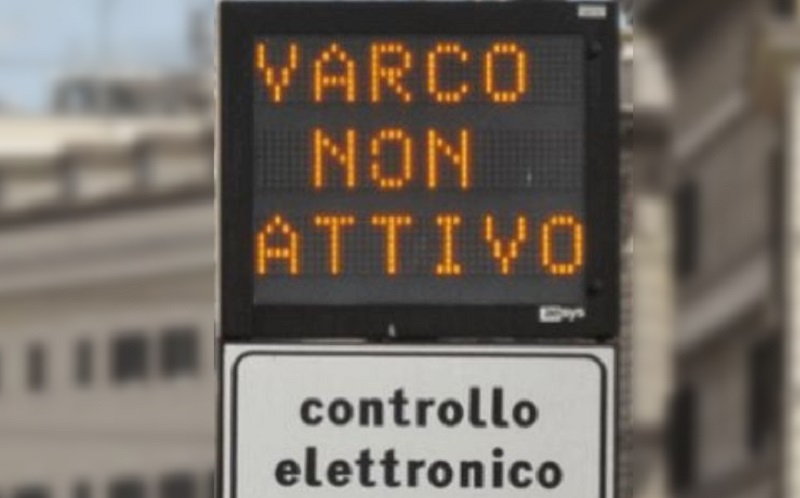 VARCO
NON
ATTIVO
controllo
elettronico